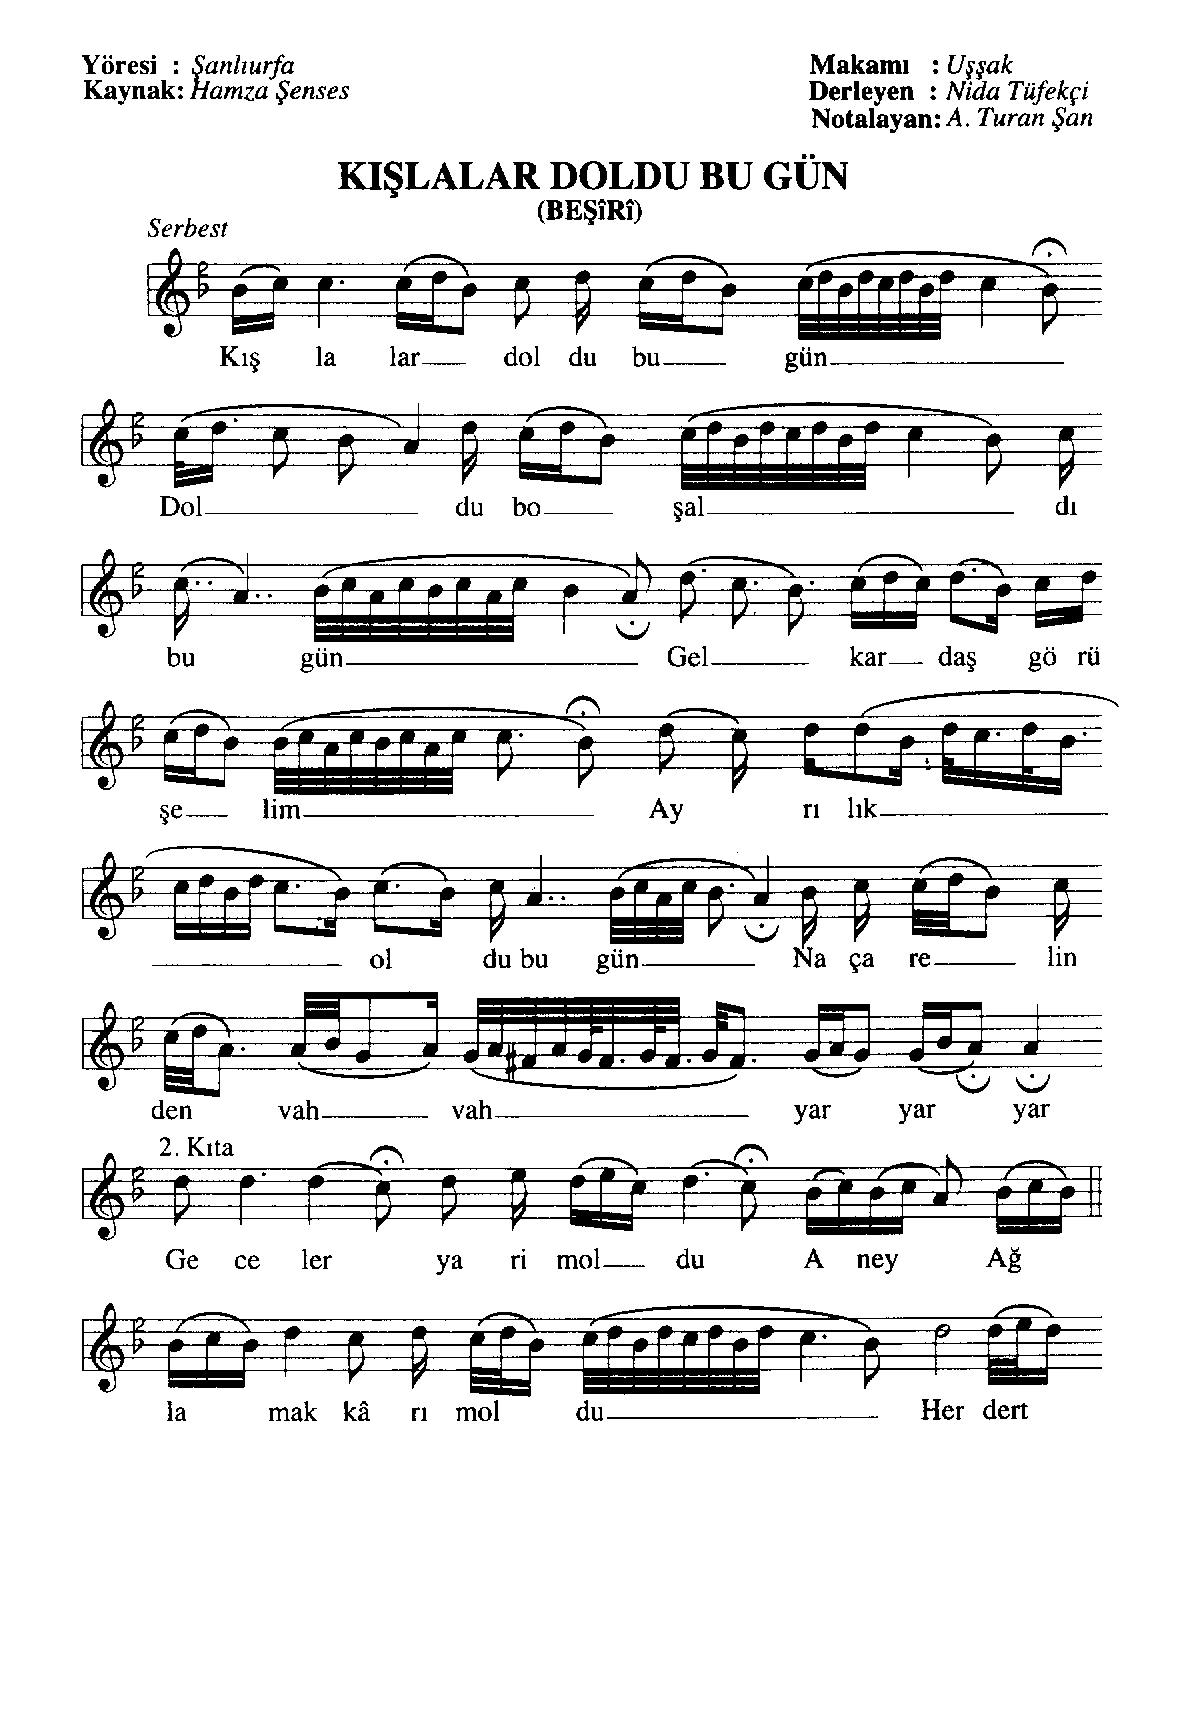 Yöresi : Şanlıurfa
Kaynak: Hamza Şenses
Makamı : Uşşak
Derleyen : Nida Tüfekçi
Notalayan: A. Turan Şan
KIŞLALAR DOLDU BU GÜN
(BEŞÎRÎ)
Serbest
Kış la lar dol du bu gün
Dol du bo şal dı
bu gün Gel kar daş gö rü
şe lim Ay rı lık
ol du bu gün Na ça re lin
den vah vah yar yar yar
2. Kıta
Ge ce ler ya ri mol du A ney Ağ
la mak kâ rı mol du Her dert